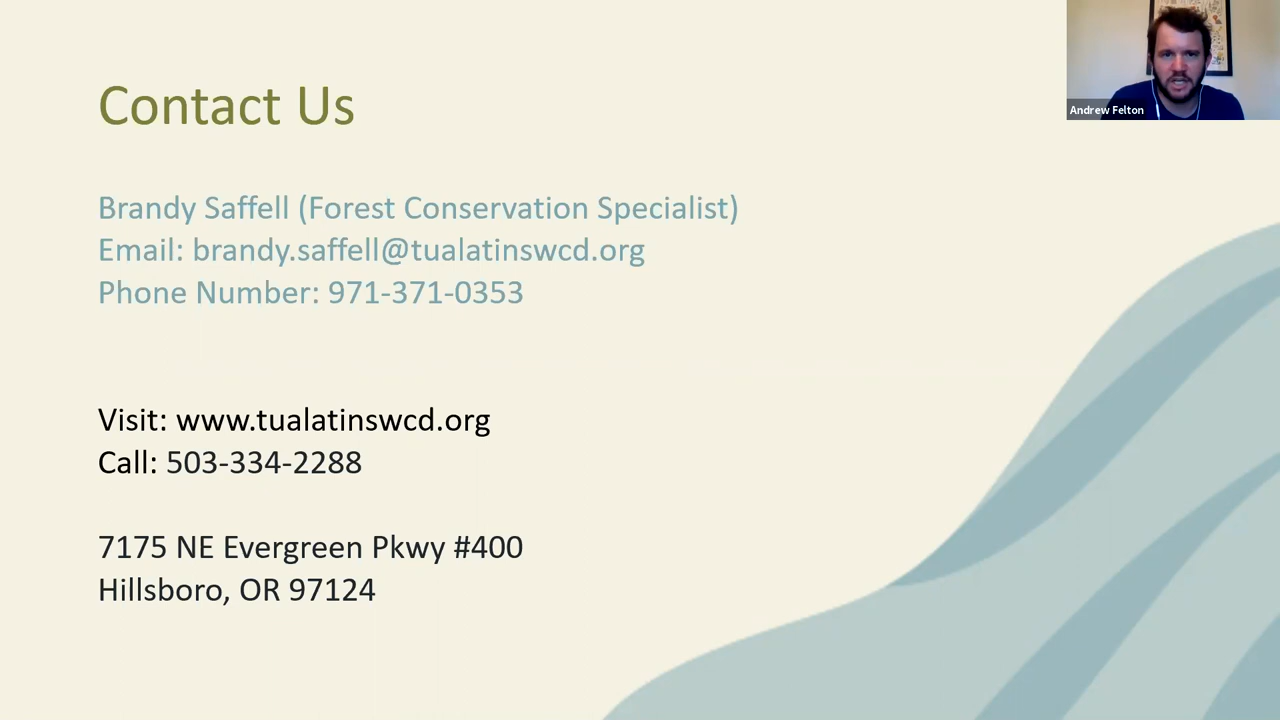 Contact Us
Andrew Felton
Brandy Saffell (Forest Conservation Specialist)
Email: brandy.saffell@tualatinswcd.org
Phone Number: 971-371-0353
Visit: www.tualatinswcd.org
Call: 503-334-2288
7175 NE Evergreen Pkwy #400
Hillsboro, OR 97124